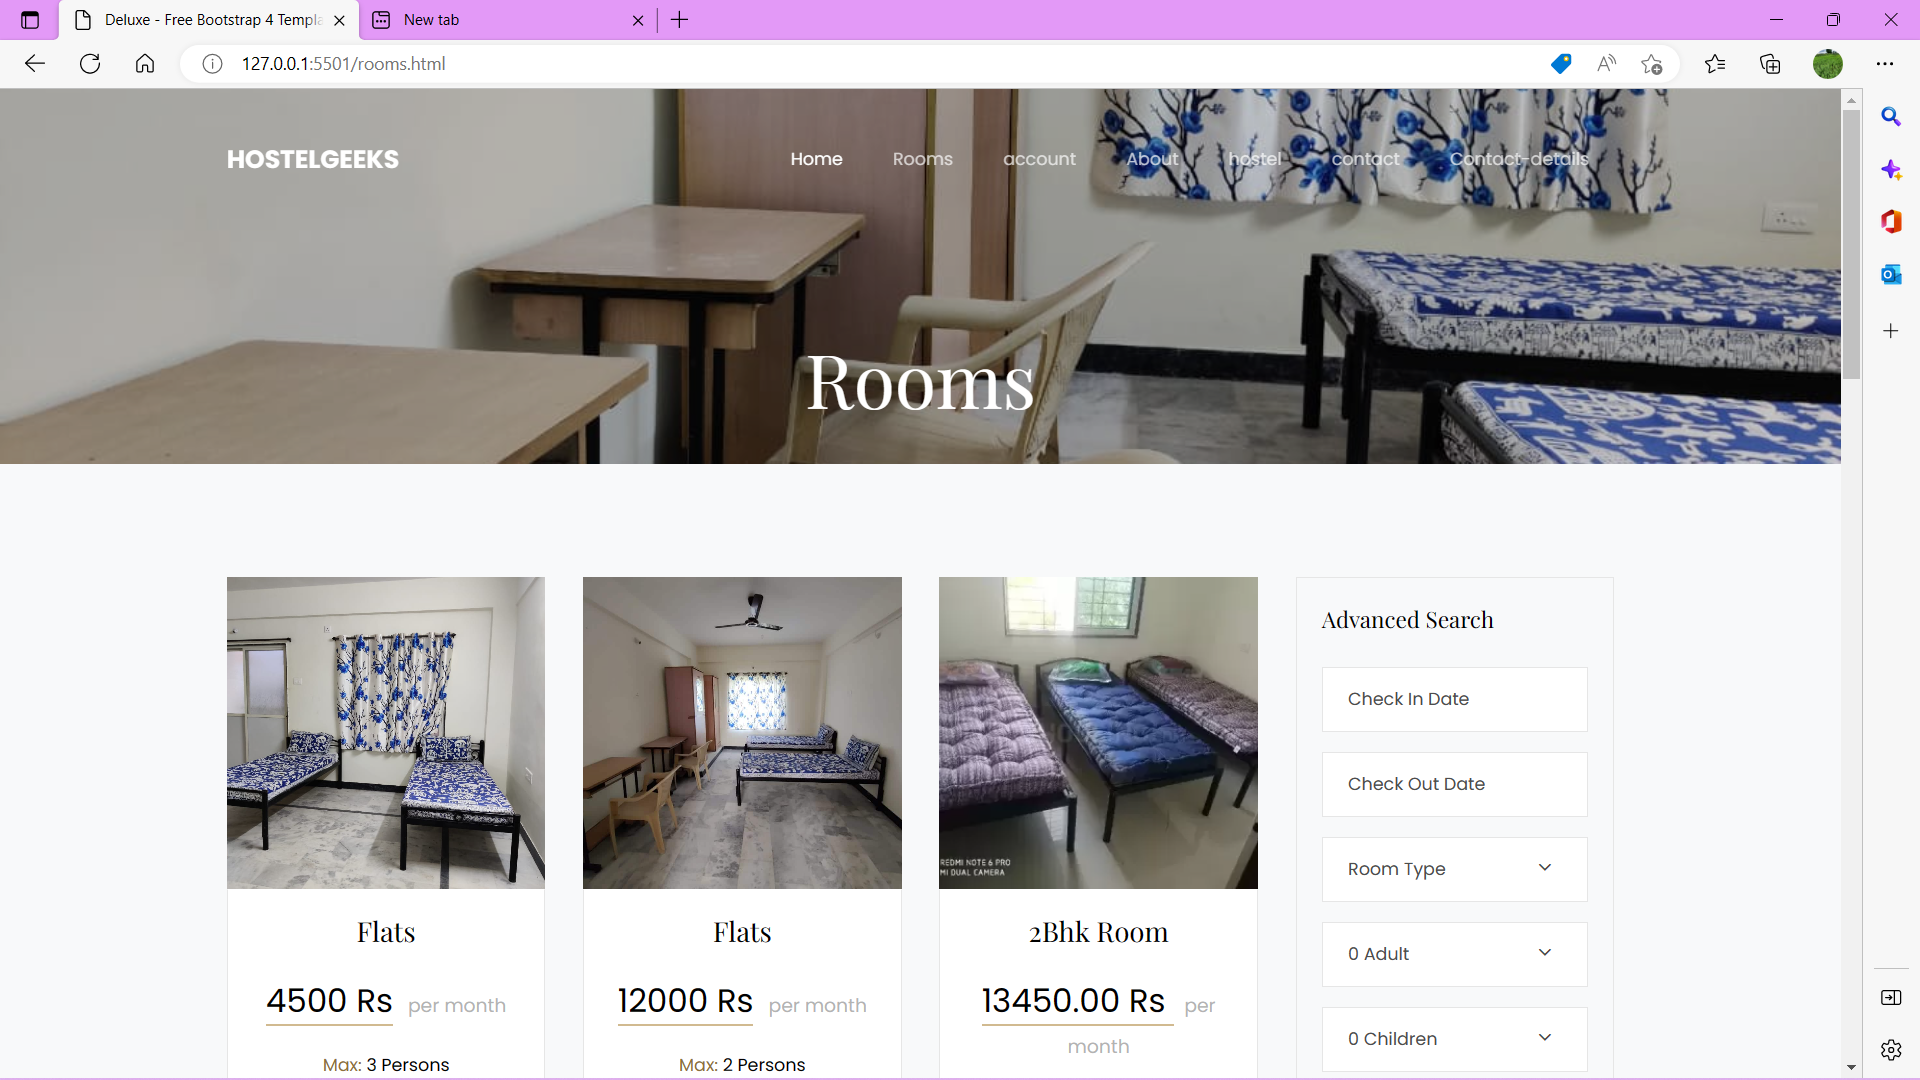 Deluxe - Free Bootstrap 4 Templa
New tab
127.0.0.1:5501/rooms.html
HOSTELGEEKS
Home
Rooms
account
About
hostel
contact
Contact-details
Rooms
REDMI NOTE 6 PRO
MI DUAL CAMERA
Flats
4500 Rs per month
Max: 3 Persons
Flats
12000 Rs per month
Max: 2 Persons
2Bhk Room
13450.00 Rs per
month
Advanced Search
Check In Date
Check Out Date
Room Type
0 Adult
0 Children